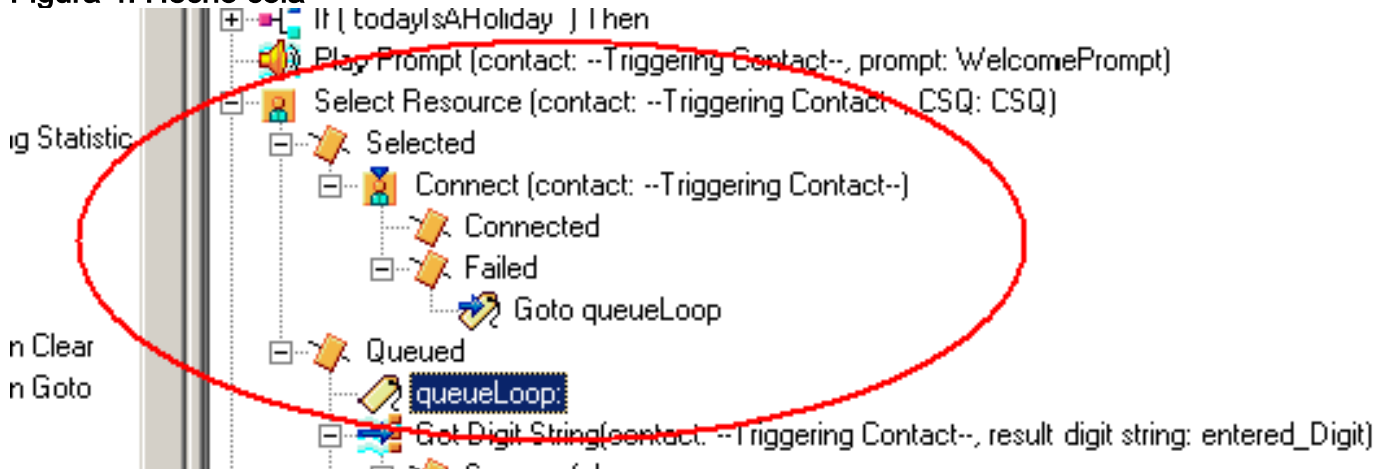 If ( todayIsAHoliday ) Then
Play Prompt (contact: --Triggering Contact--, prompt: WelcomePrompt)
Select Resource (contact: --Triggering Contact--, CSQ: CSQ)
Selected
Connect (contact: --Triggering Contact--)
Connected
Failed
Goto queueLoop
Queued
queueLoop:
Get Digit String(contact: --Triggering Contact--, result digit string: entered_Digit)
ng Statistic
n Clear
n Goto